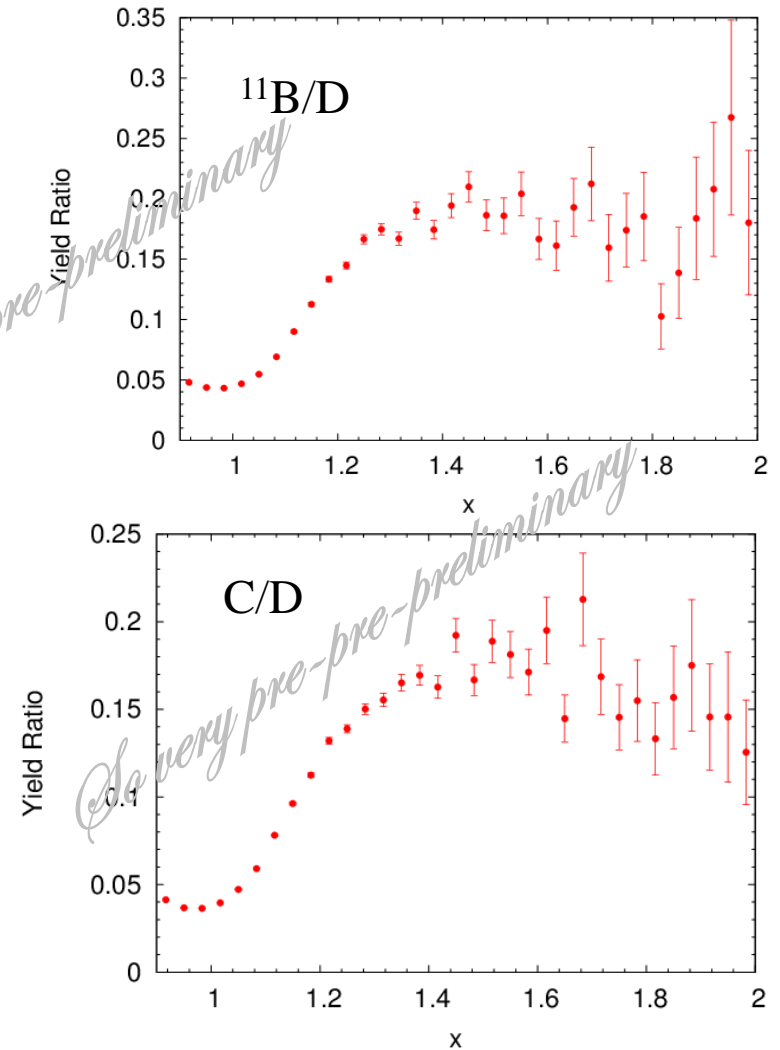 0.35
0.3
0.25
0.2
0.15
0.1
0.05
0
¹¹B/D
pre-preliminary
Yield Ratio
1 1.2 1.4 1.6 1.8 2
x
0.25
0.2
0.15
0.1
0.05
0
C/D
So very pre-pre-preliminary
Yield Ratio
1 1.2 1.4 1.6 1.8 2
x